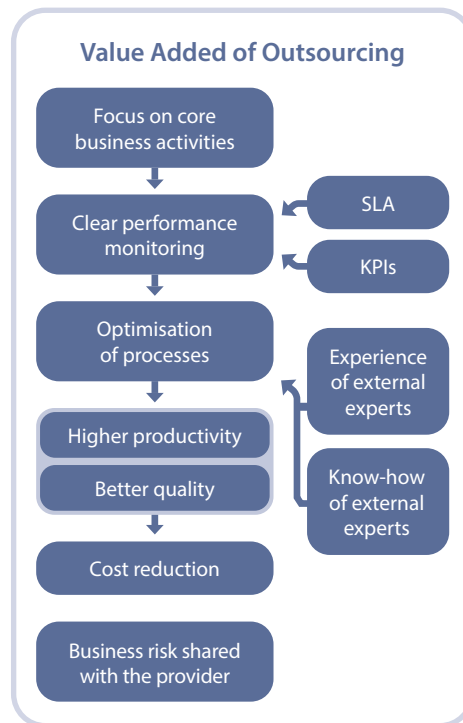 Value Added of Outsourcing
Focus on core
business activities
Clear performance
monitoring
SLA
KPIs
Optimisation
of processes
Experience
of external
experts
Higher productivity
Better quality
Know-how
of external
experts
Cost reduction
Business risk shared
with the provider